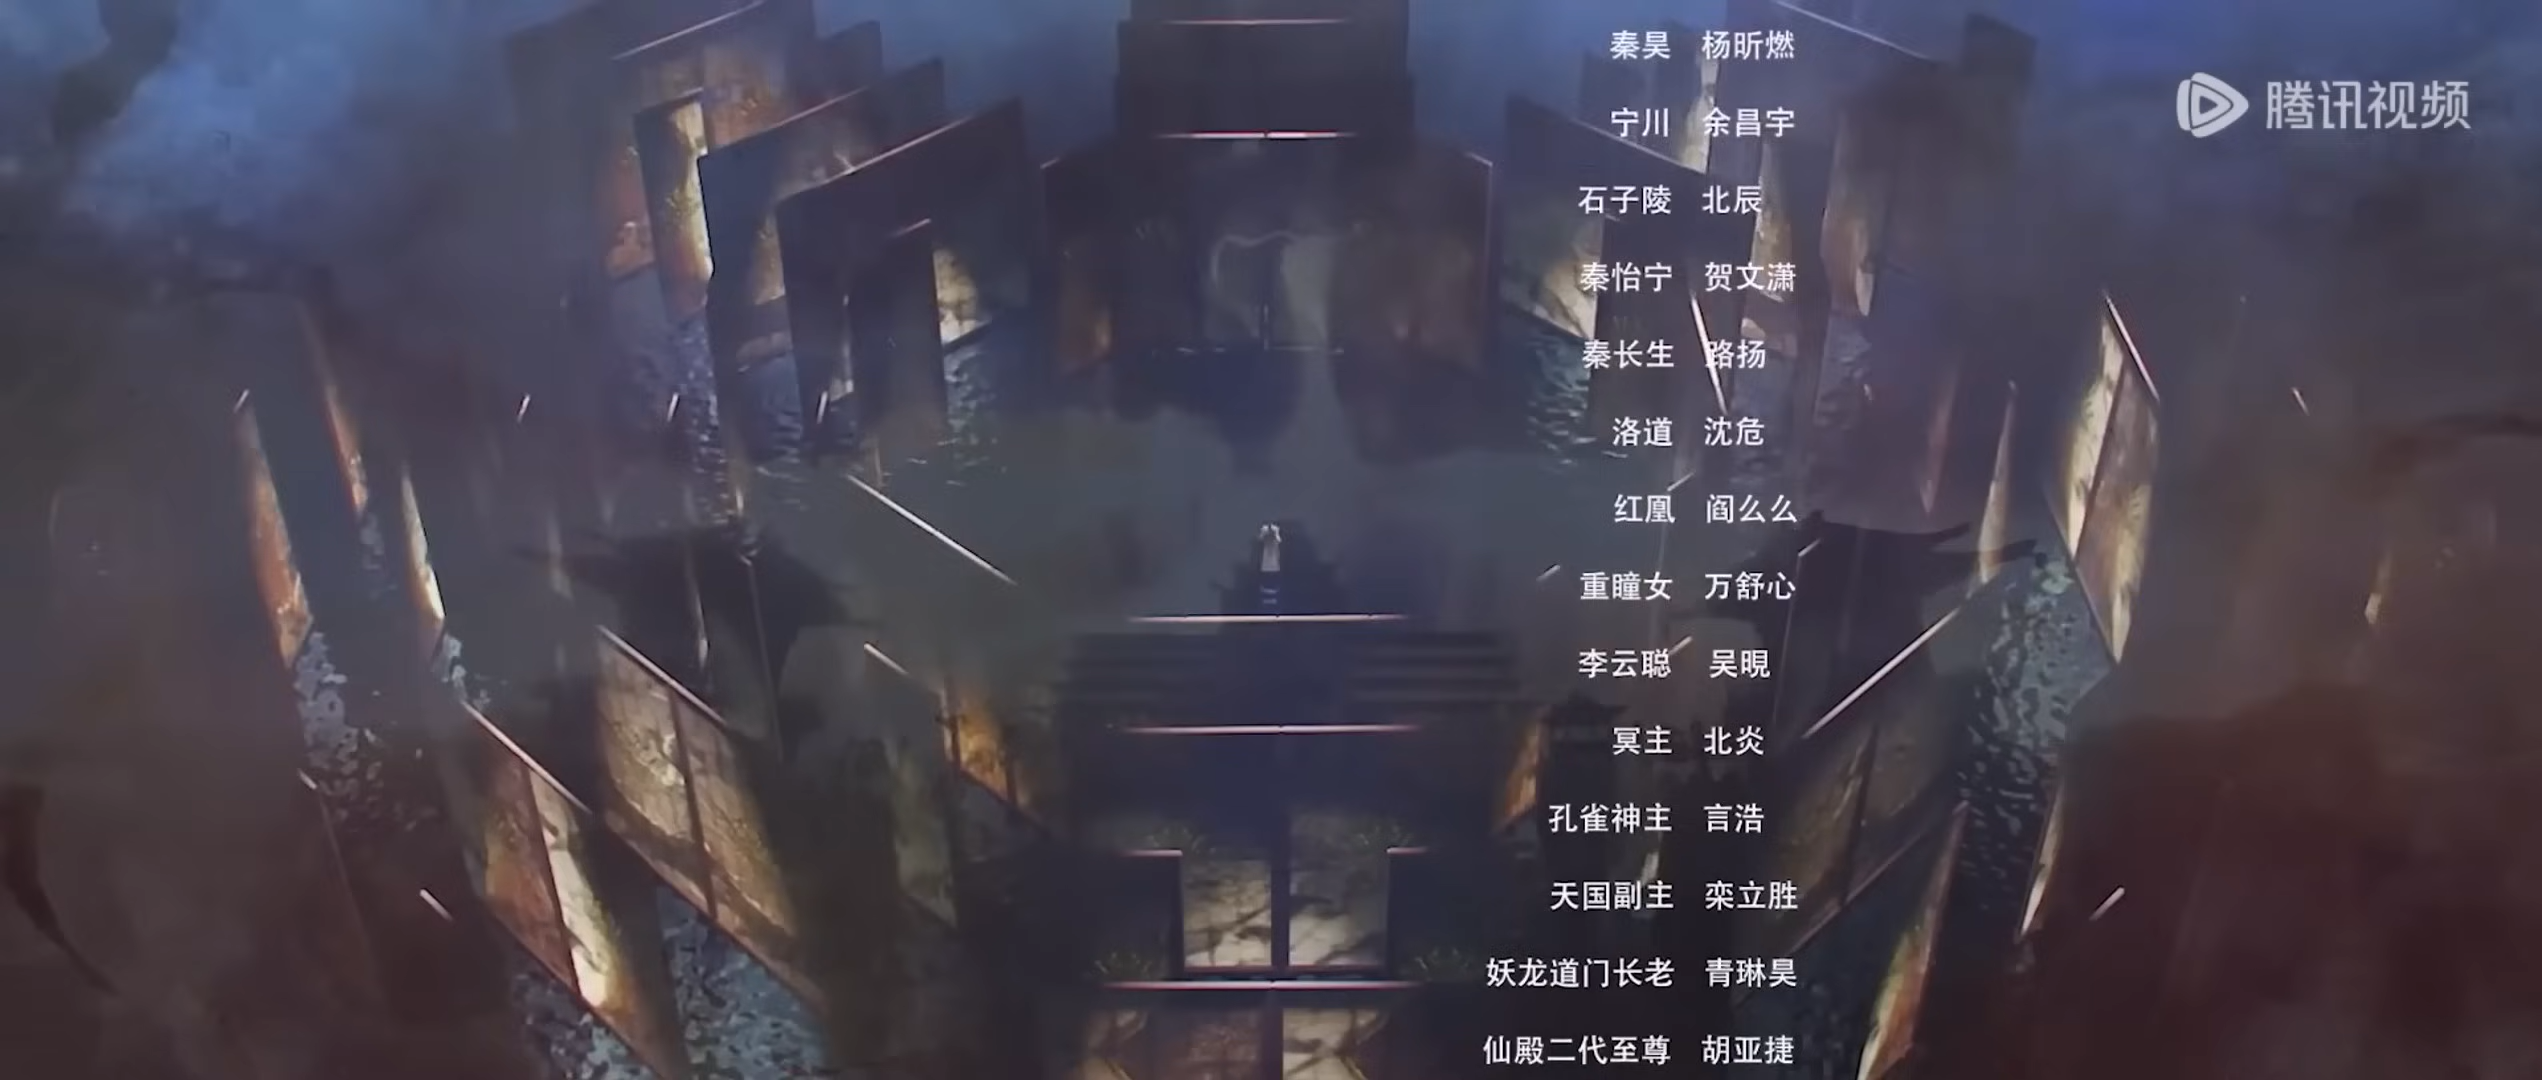 秦昊 杨昕燃
腾讯视频
宁川 余昌宇
石子陵 北辰
秦怡宁 贺文潇
秦长生 路扬
洛道 沈危
红凰 阎么么
重瞳女 万舒心
李云聪 吴晛
冥主 北炎
孔雀神主 言浩
天国副主 栾立胜
妖龙道门长老 青琳昊
仙殿二代至尊 胡亚捷